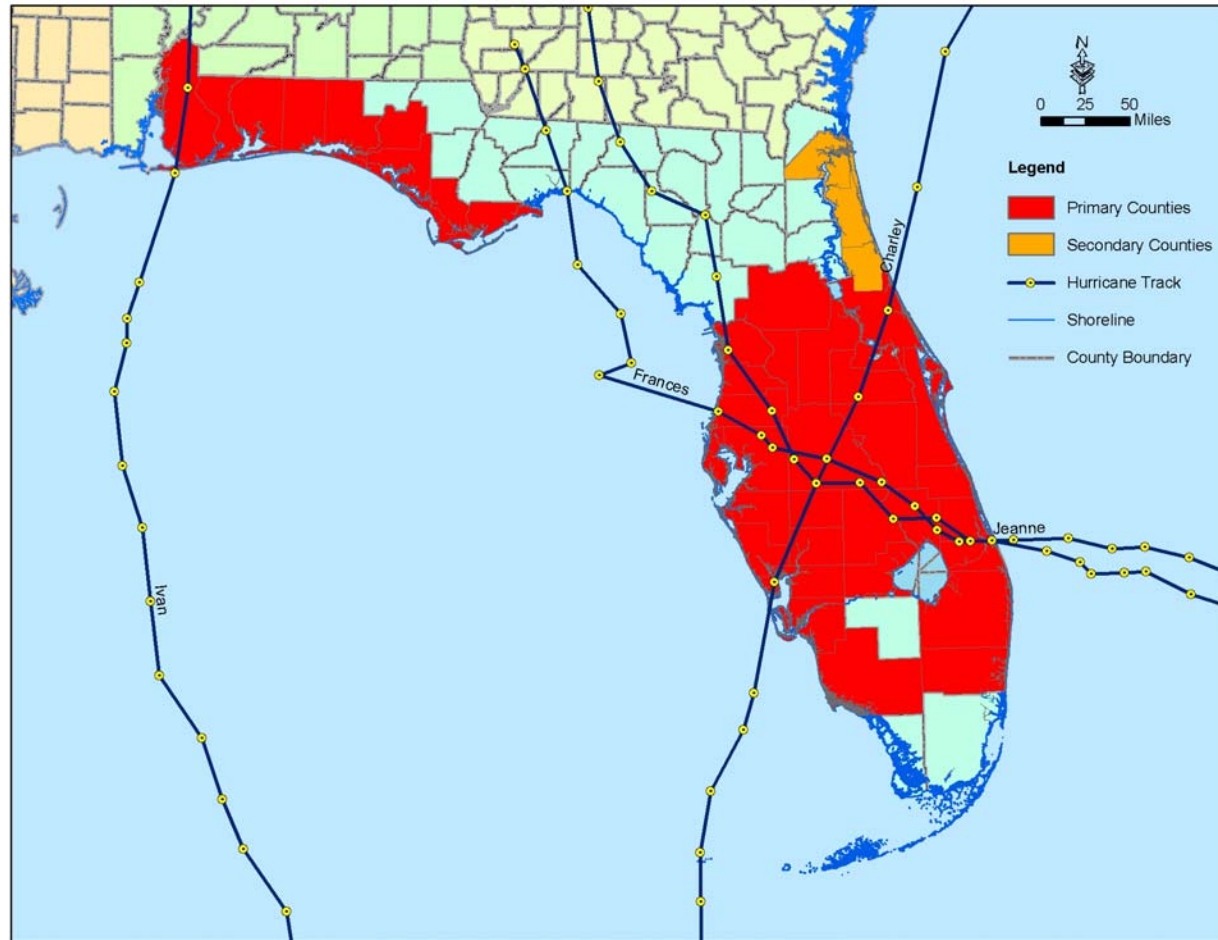 N
0 25 50
Miles
Legend
Primary Counties
Secondary Counties
Hurricane Track
Shoreline
County Boundary
Charley
Frances
Jeanne
Ivan